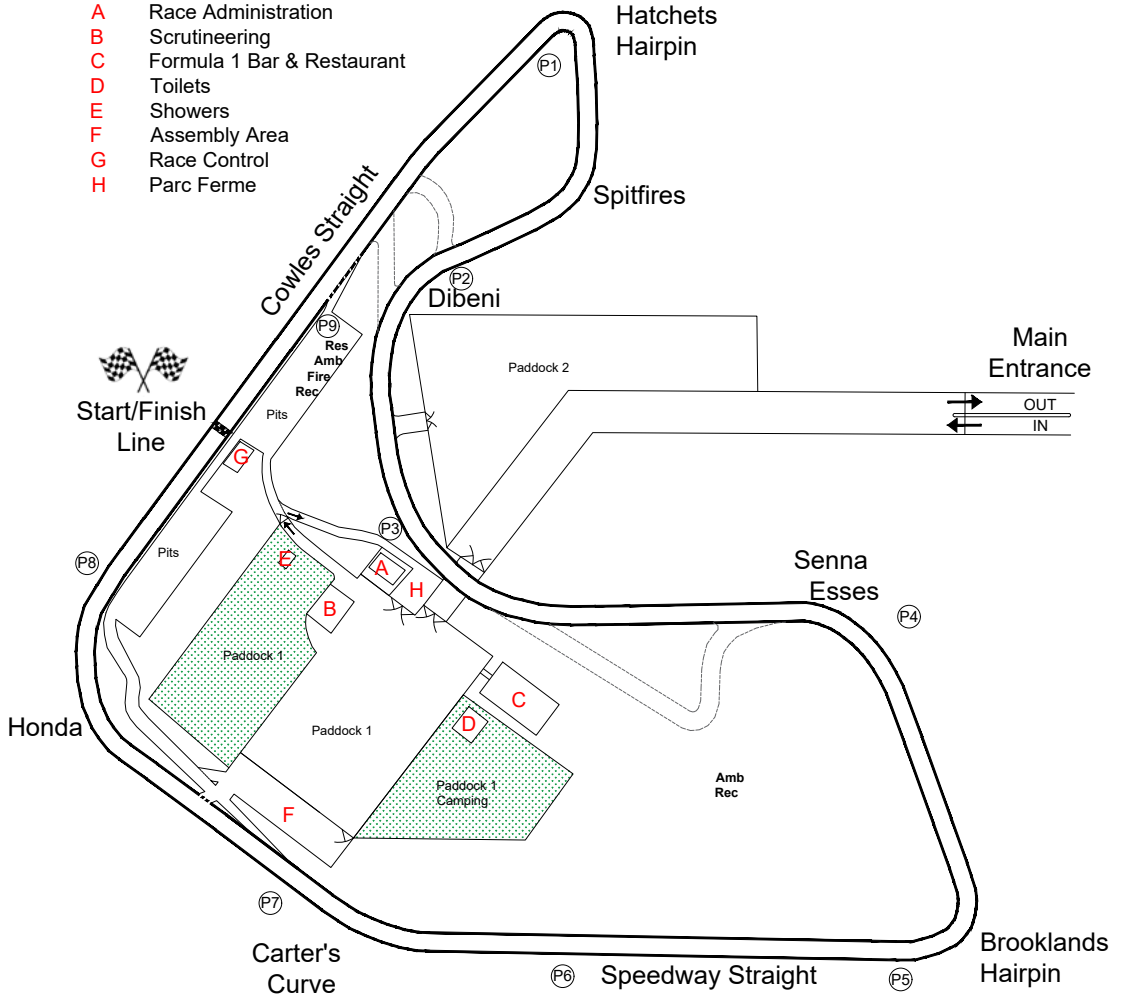 A Race Administration
B Scrutineering
C Formula 1 Bar & Restaurant
D Toilets
E Showers
F Assembly Area
G Race Control
H Parc Ferme
Hatchets
Hairpin
P1
Spitfires
Cowles Straight
P2
Dibeni
P9
Res
Amb
Fire
Rec
Pits
Paddock 2
Main
Entrance
OUT
IN
Start/Finish
Line
G
P3
P8
Pits
E
A
H
B
Senna
Esses
P4
Paddock 1
C
D
Honda
Paddock 1
Paddock 1
Camping
Amb
Rec
F
P7
Carter's
Curve
P6
Speedway Straight
P5
Brooklands
Hairpin